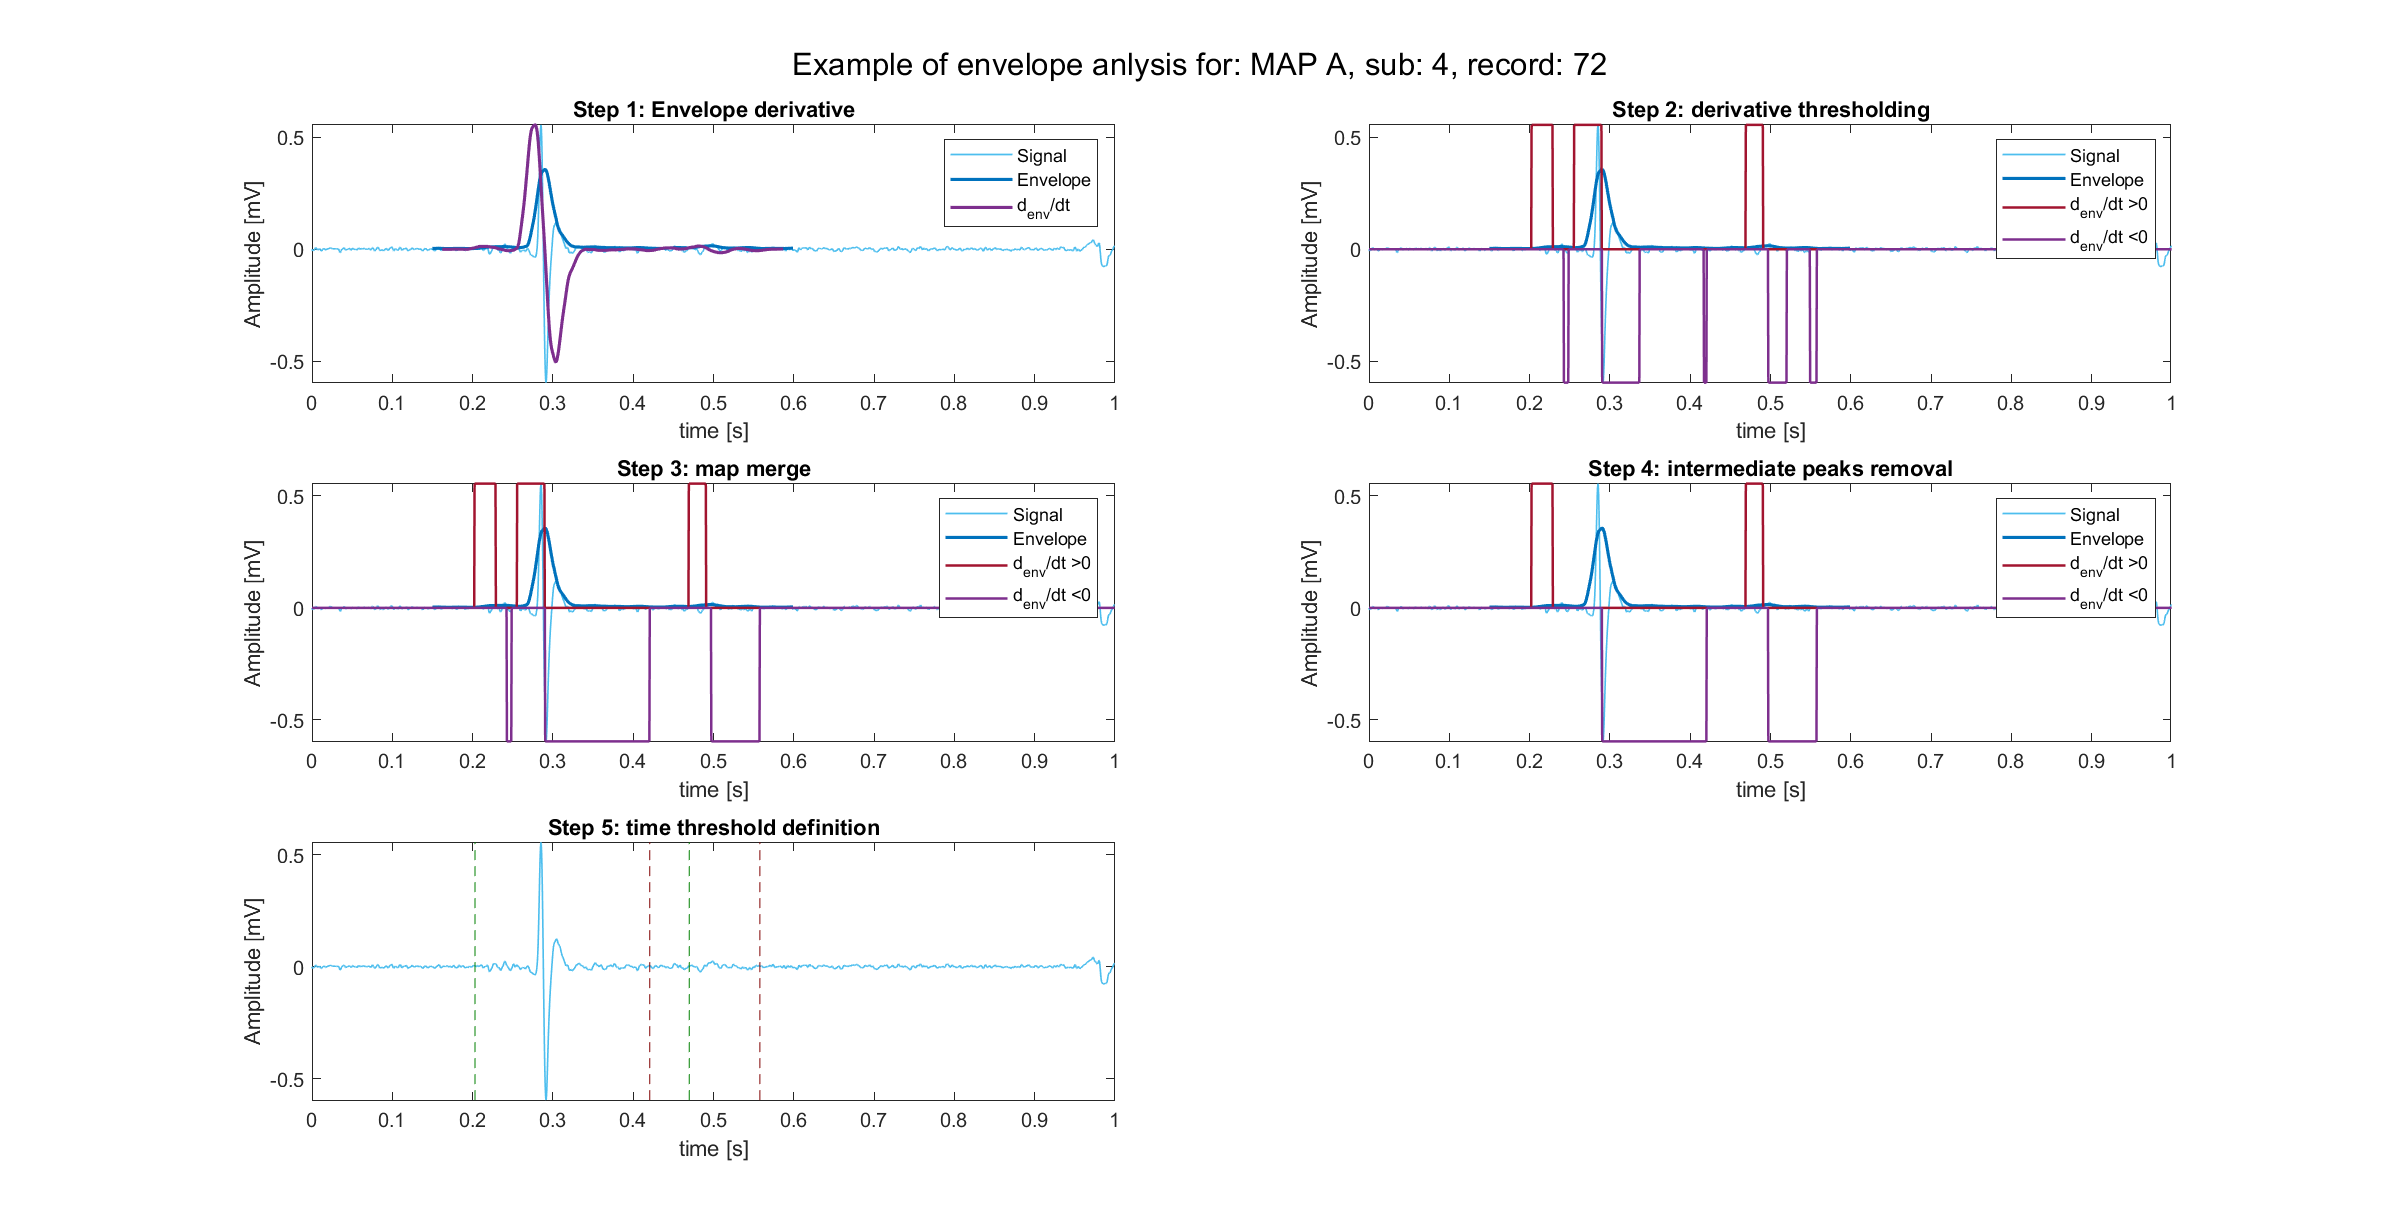 Example of envelope anlysis for: MAP A, sub: 4, record: 72
Step 1: Envelope derivative
Amplitude [mV]
0.5
0
-0.5
Signal
Envelope
d_env/dt
0 0.1 0.2 0.3 0.4 0.5 0.6 0.7 0.8 0.9 1
time [s]
Step 2: derivative thresholding
Amplitude [mV]
0.5
0
-0.5
Signal
Envelope
d_env/dt >0
d_env/dt <0
0 0.1 0.2 0.3 0.4 0.5 0.6 0.7 0.8 0.9 1
time [s]
Step 3: map merge
Amplitude [mV]
0.5
0
-0.5
Signal
Envelope
d_env/dt >0
d_env/dt <0
0 0.1 0.2 0.3 0.4 0.5 0.6 0.7 0.8 0.9 1
time [s]
Step 4: intermediate peaks removal
Amplitude [mV]
0.5
0
-0.5
Signal
Envelope
d_env/dt >0
d_env/dt <0
0 0.1 0.2 0.3 0.4 0.5 0.6 0.7 0.8 0.9 1
time [s]
Step 5: time threshold definition
Amplitude [mV]
0.5
0
-0.5
0 0.1 0.2 0.3 0.4 0.5 0.6 0.7 0.8 0.9 1
time [s]